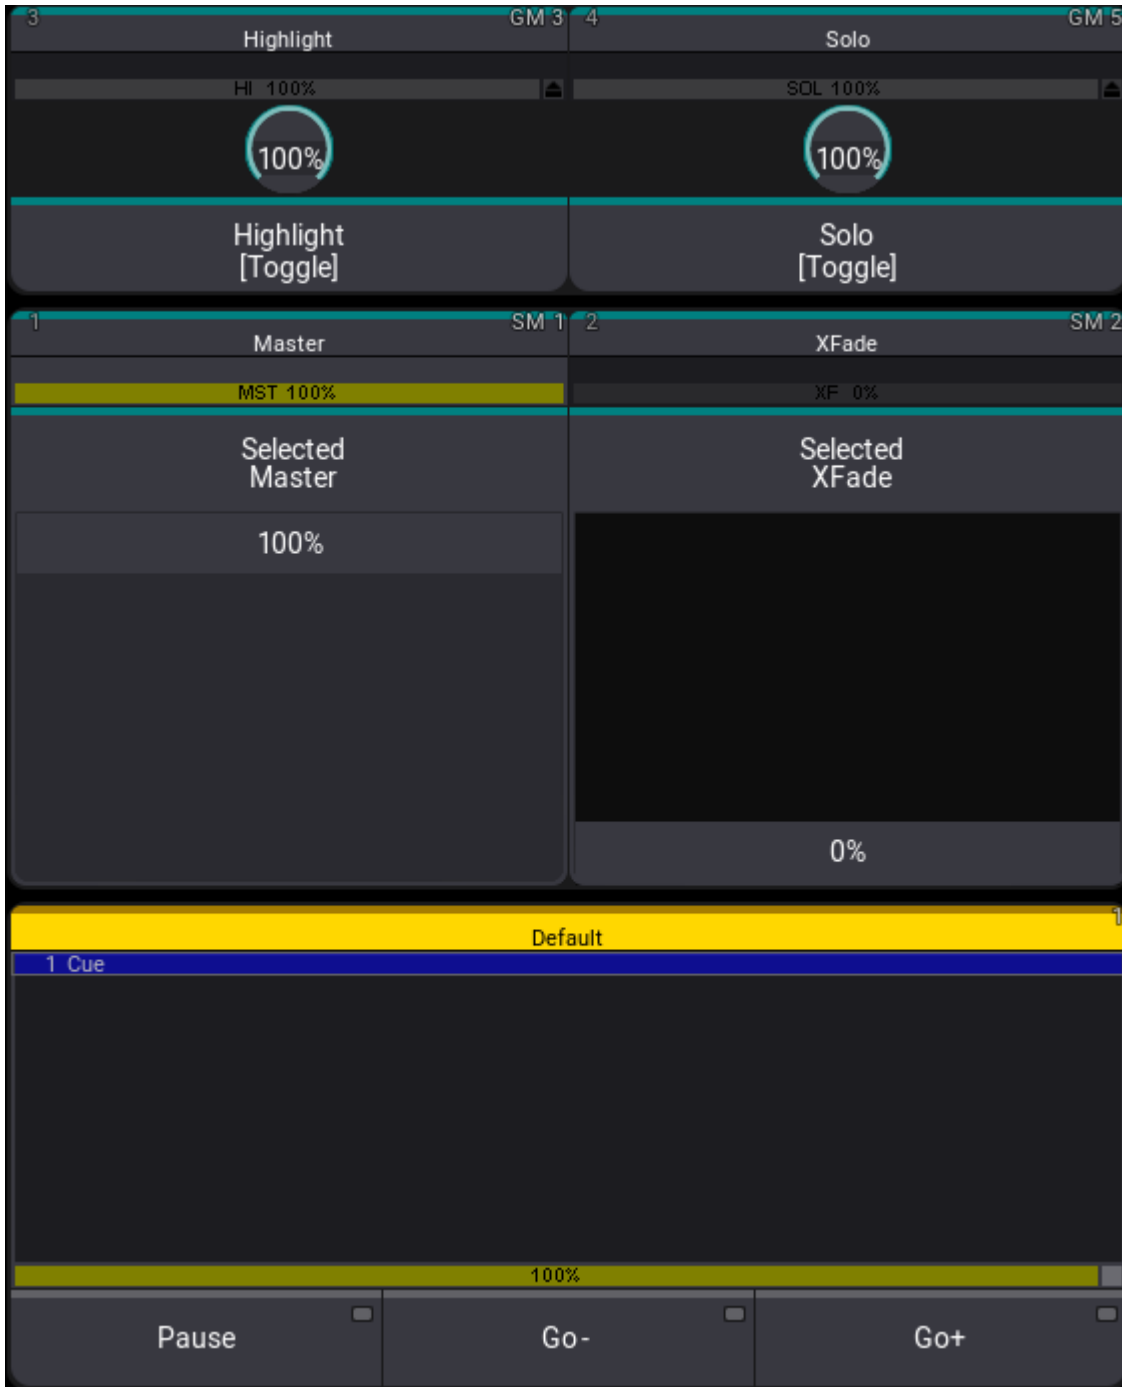 3 GM 3 4 GM 5
Highlight Solo
HI 100% SOL 100%
100% 100%
Highlight Solo
[Toggle] [Toggle]
1 SM 1 2 SM 2
Master XFade
MST 100% XF 0%
Selected Selected
Master XFade
100%
0%
1
Default
1 Cue
100%
Pause Go- Go+